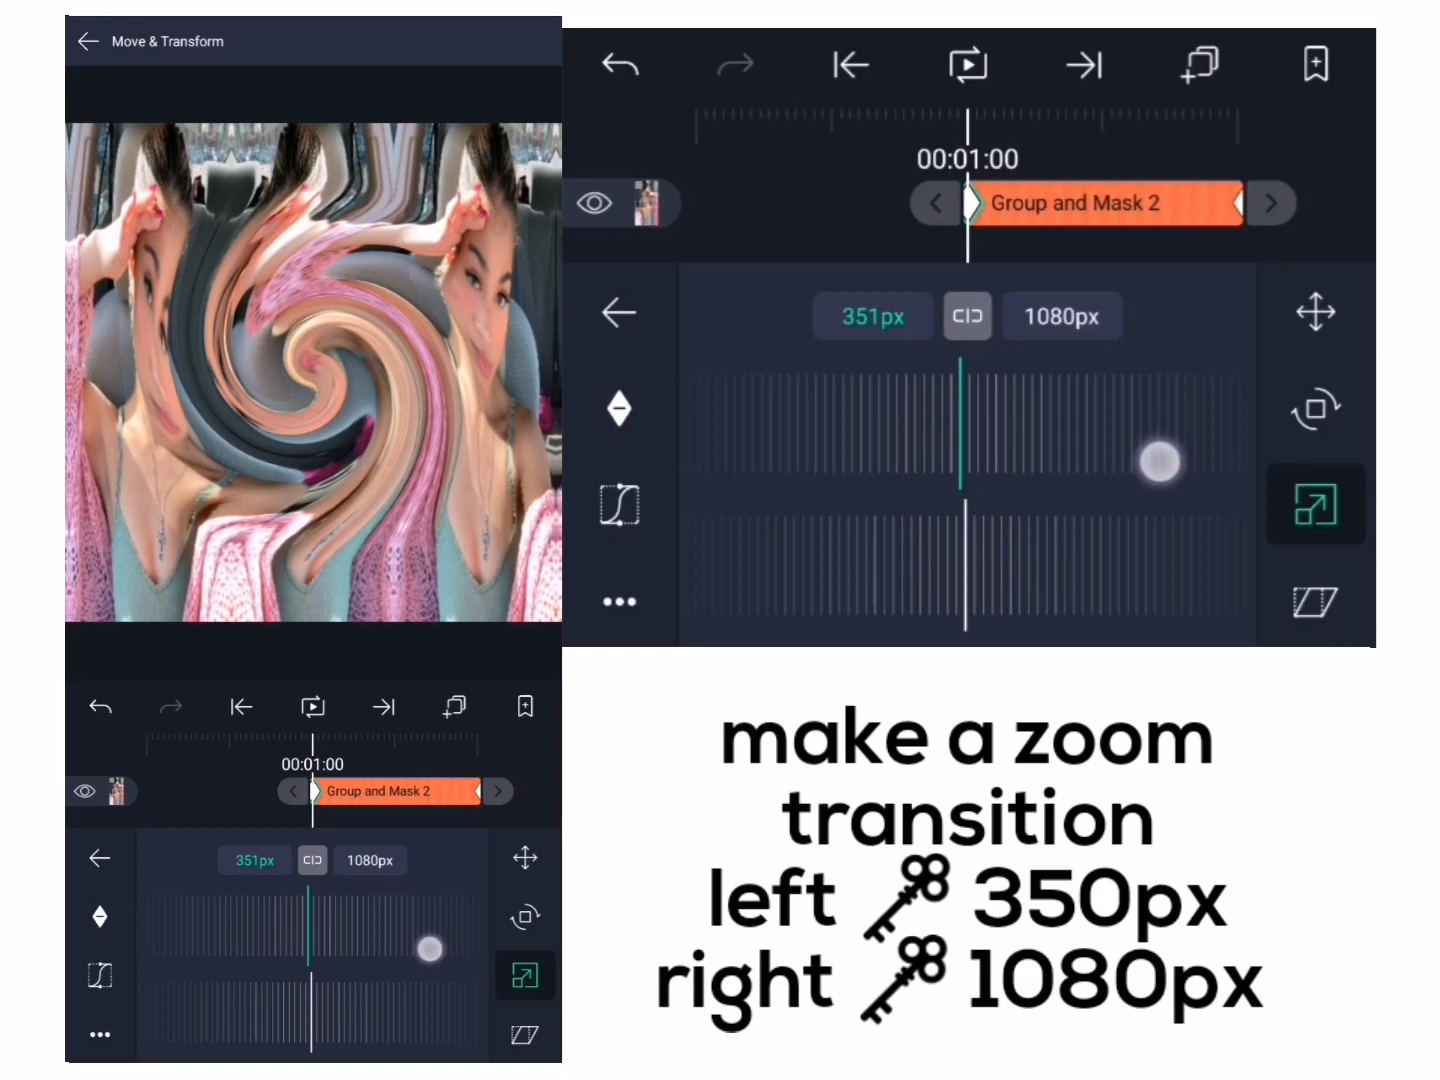 Move & Transform
00:01:00
Group and Mask 2
351px
1080px
00:01:00
Group and Mask 2
351px
1080px
make a zoom
transition
left 350px
right 1080px